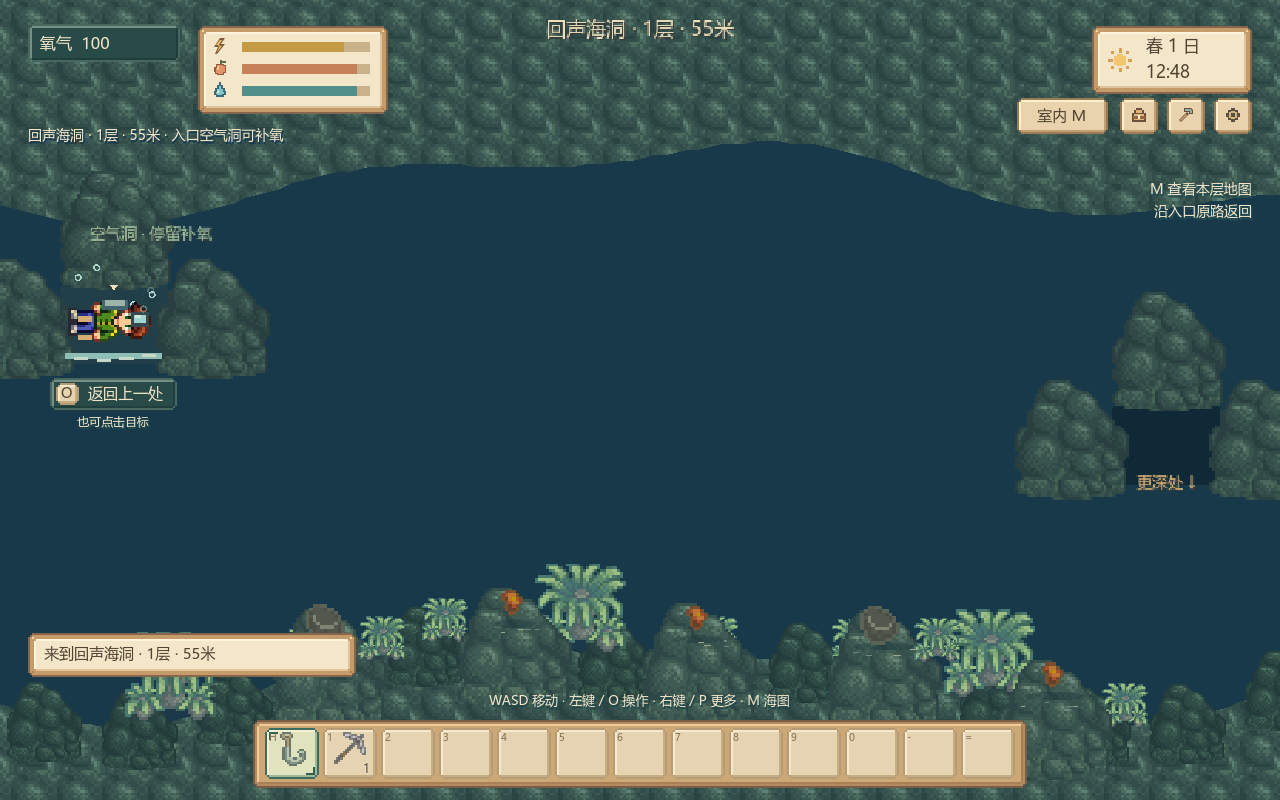 氧气 100
回声海洞 · 1层 · 55米
春 1 日
12:48
室内 M
回声海洞 · 1层 · 55米 · 入口空气洞可补氧
M 查看本层地图
沿入口原路返回
空气洞 · 停留补氧
O 返回上一处
也可点击目标
更深处 ↓
来到回声海洞 · 1层 · 55米
WASD 移动 · 左键 / O 操作 · 右键 / P 更多 · M 海图
1 2 3 4 5 6 7 8 9 0 - =
1